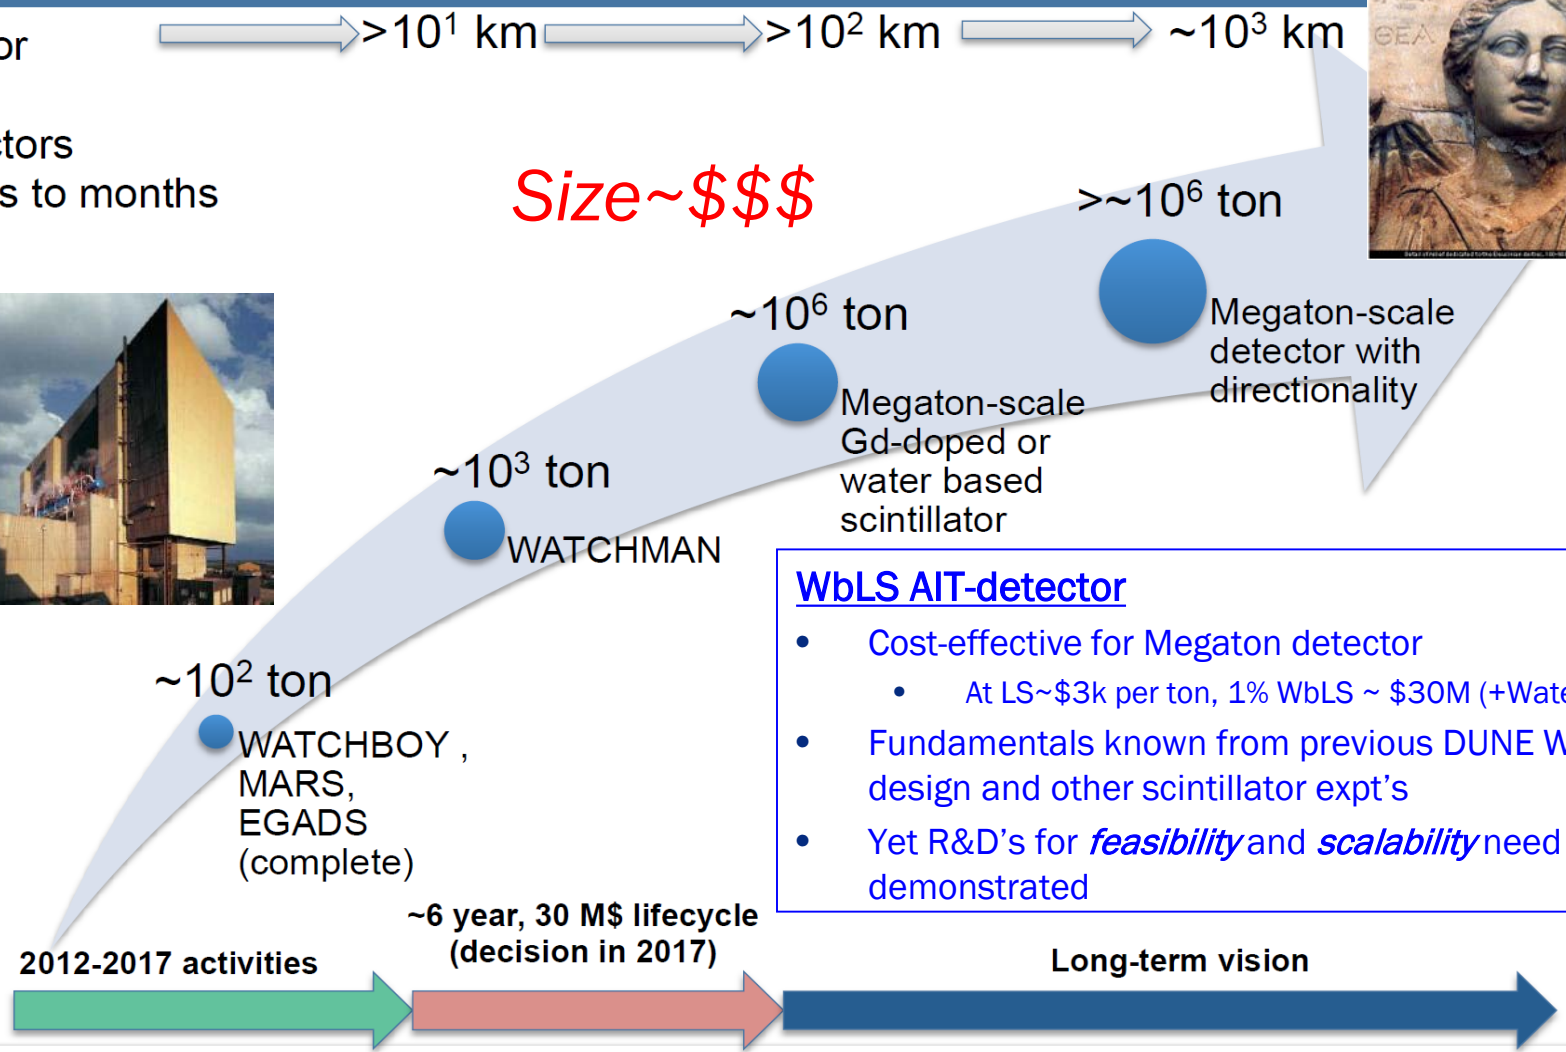 >10¹ km >10² km ~10³ km
or
ctors
s to months
Size~$$$
ΘΕΑ
>~10⁶ ton
Megaton-scale
detector with
directionality
~10⁶ ton
Megaton-scale
Gd-doped or
water based
scintillator
~10³ ton
WATCHMAN
~10² ton
WATCHBOY ,
MARS,
EGADS
(complete)
WbLS AIT-detector
• Cost-effective for Megaton detector
• At LS~$3k per ton, 1% WbLS ~ $30M (+Wate
• Fundamentals known from previous DUNE W
design and other scintillator expt's
• Yet R&D's for feasibility and scalability need
demonstrated
2012-2017 activities
~6 year, 30 M$ lifecycle
(decision in 2017)
Long-term vision